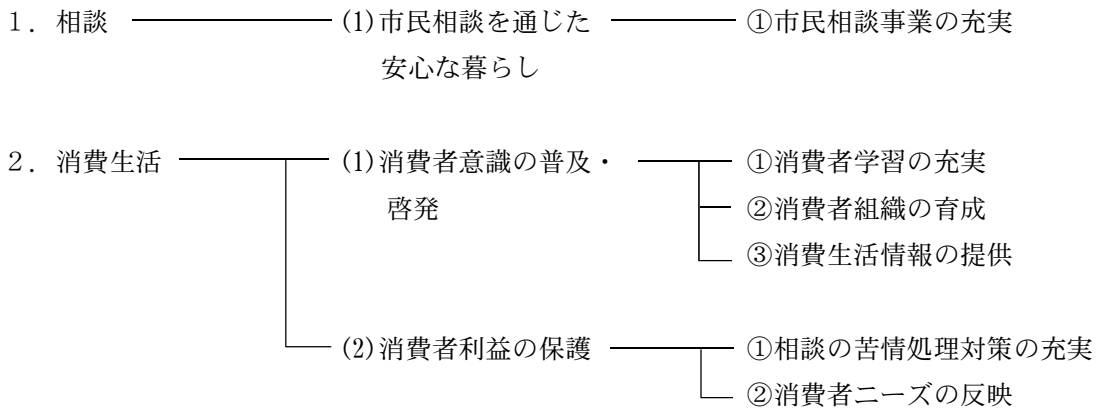 １．相談 (1)市民相談を通じた ①市民相談事業の充実
安心な暮らし
２．消費生活 (1)消費者意識の普及・ ①消費者学習の充実
啓発 ②消費者組織の育成
③消費生活情報の提供
(2)消費者利益の保護 ①相談の苦情処理対策の充実
②消費者ニーズの反映